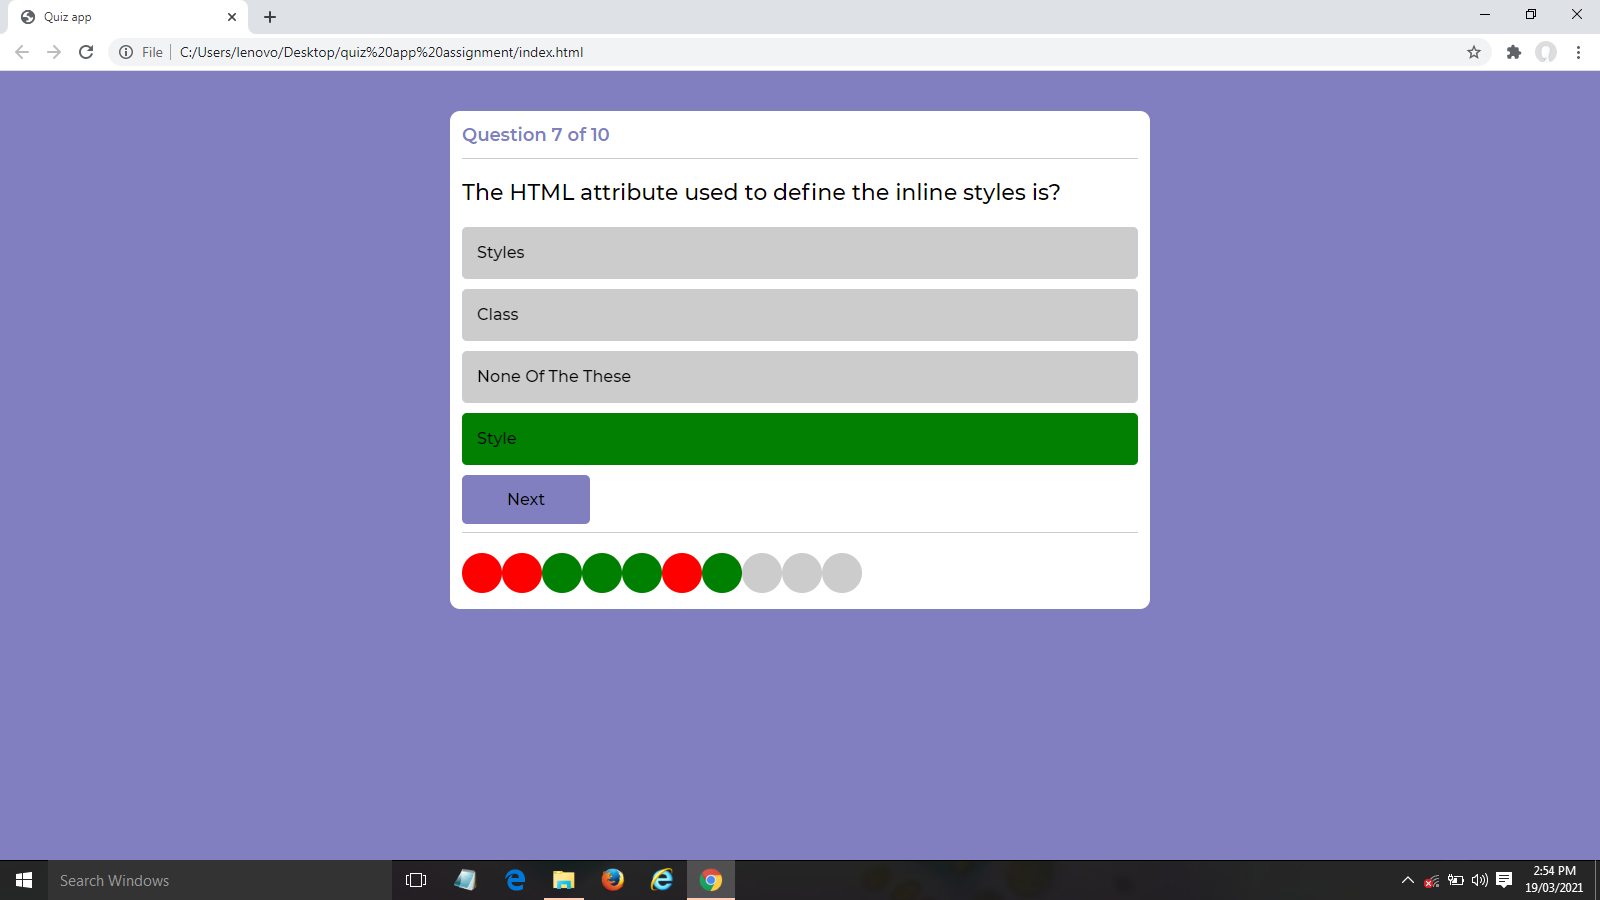 Quiz app
File
C:/Users/lenovo/Desktop/quiz%20app%20assignment/index.html
Question 7 of 10
The HTML attribute used to define the inline styles is?
Styles
Class
None Of The These
Style
Next
Search Windows
2:54 PM
19/03/2021